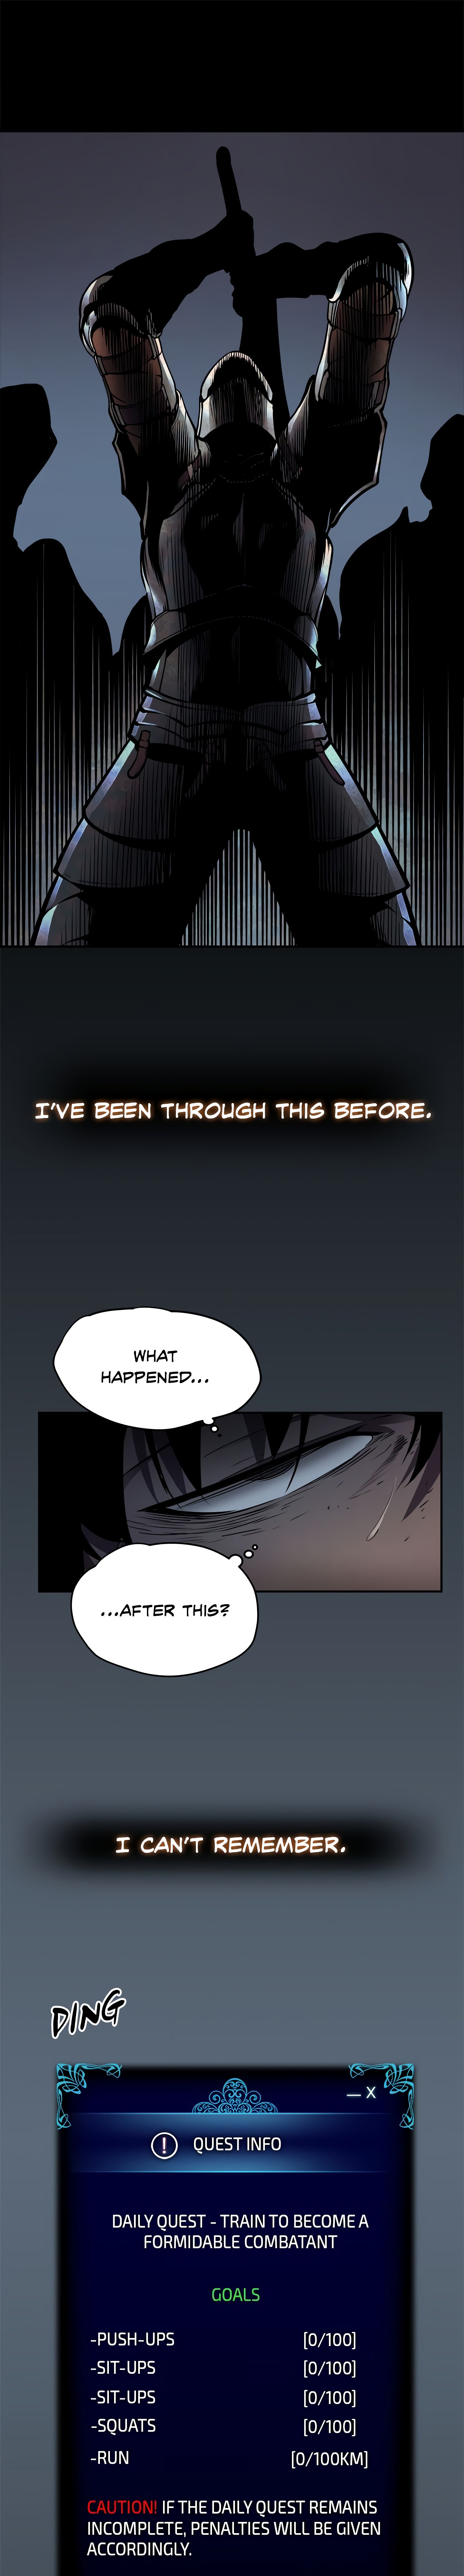 I'VE BEEN THROUGH THIS BEFORE.
WHAT
HAPPENED...
...AFTER THIS?
I CAN'T REMEMBER.
DING
— X
! QUEST INFO
DAILY QUEST - TRAIN TO BECOME A
FORMIDABLE COMBATANT
GOALS
-PUSH-UPS [0/100]
-SIT-UPS [0/100]
-SIT-UPS [0/100]
-SQUATS [0/100]
-RUN [0/100KM]
CAUTION! IF THE DAILY QUEST REMAINS
INCOMPLETE, PENALTIES WILL BE GIVEN
ACCORDINGLY.